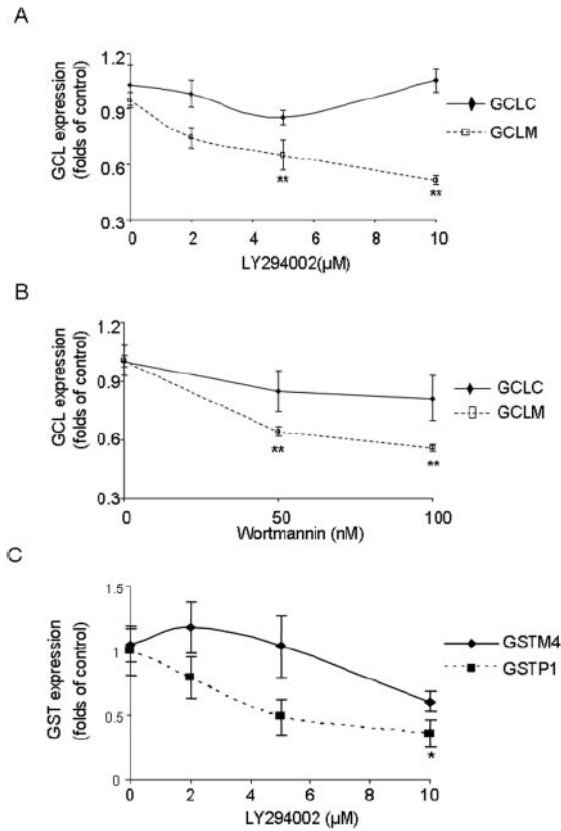 A
1.2
0.9
0.6
0.3
GCL expression
(folds of control)
**
**
0
2
4
6
8
10
LY294002(µM)
GCLC
GCLM
B
1.2
0.9
0.6
0.3
GCL expression
(folds of control)
**
**
0
50
100
Wortmannin (nM)
GCLC
GCLM
C
1.5
1
0.5
0
GST expression
(folds of control)
*
0
2
4
6
8
10
LY294002 (µM)
GSTM4
GSTP1